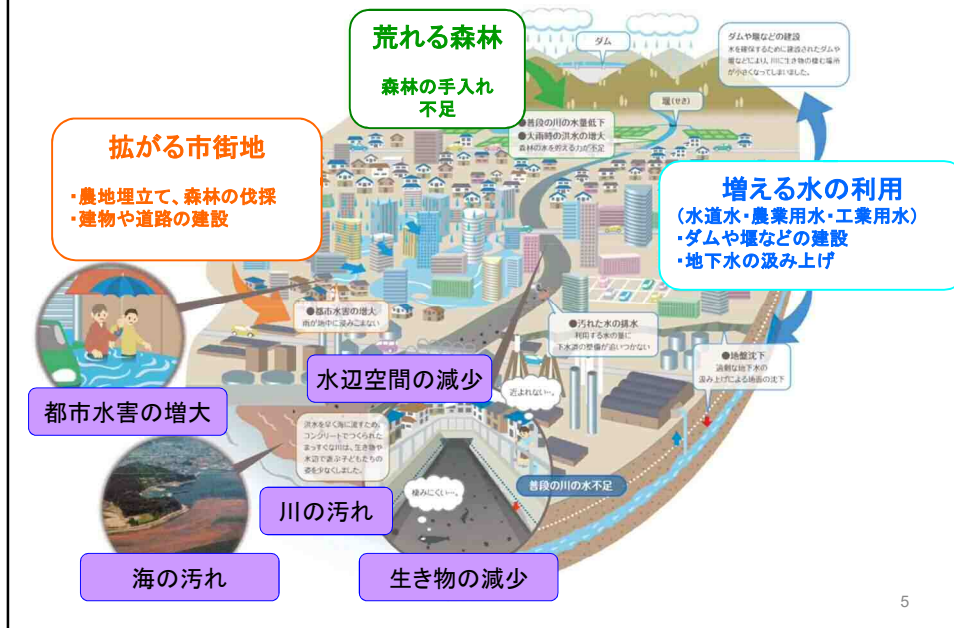 荒れる森林
森林の手入れ
不足
ダム
ダムや堰などの建設
水を確保するために建設されたダムや
堰などにより、川に生き物の棲む場所
が小さくなってしまいました。
堰(せき)
●普段の川の水量低下
●大雨時の洪水の増大
森林の水を貯える力が不足
拡がる市街地
・農地埋立て、森林の伐採
・建物や道路の建設
増える水の利用
（水道水・農業用水・工業用水）
・ダムや堰などの建設
・地下水の汲み上げ
●都市水害の増大
雨が地中に浸みこまない
●汚れた水の排水
利用する水の量に
下水道の整備が追いつかない
●地盤沈下
過剰な地下水の
汲み上げによる地面の沈下
水辺空間の減少
近よれない〜。
都市水害の増大
洪水を早く海に流すため、
コンクリートでつくられた
まっすぐな川は、生き物や
水辺で遊ぶ子どもたちの
姿を少なくしました。
棲みにくい〜。
普段の川の水不足
川の汚れ
海の汚れ
生き物の減少
5